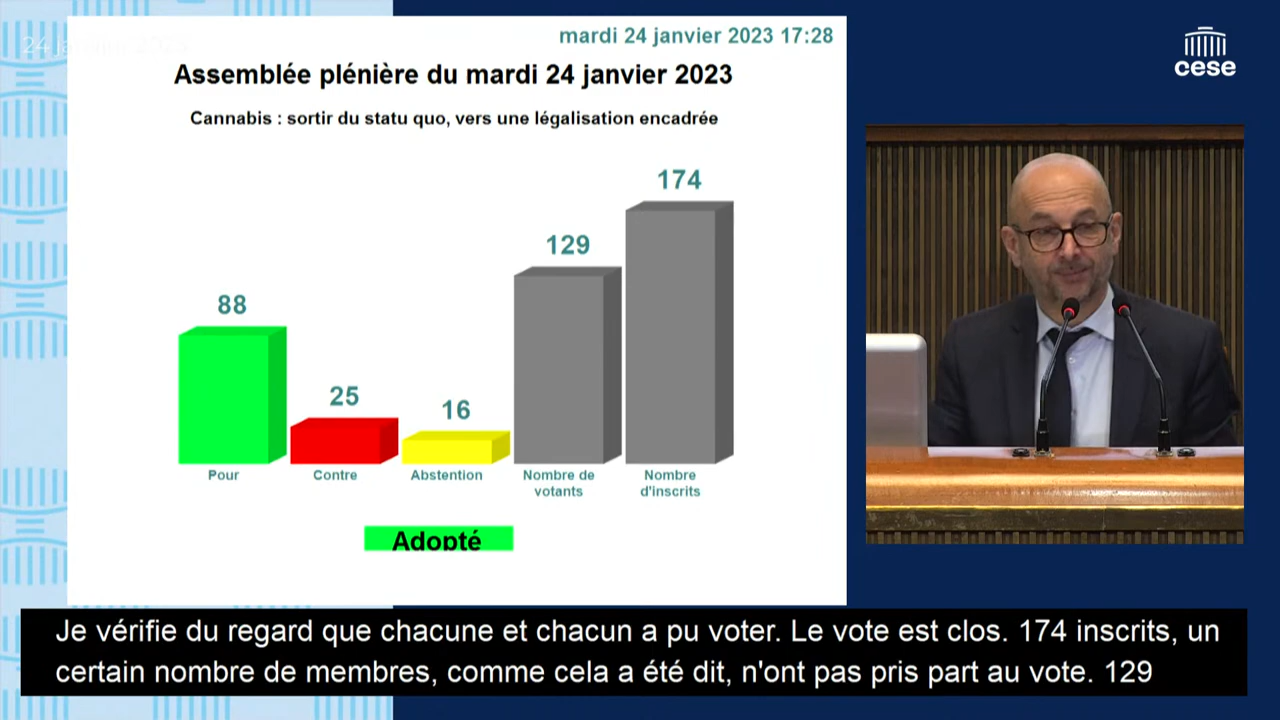 24 janvier 2023
mardi 24 janvier 2023 17:28
cese
Assemblée plénière du mardi 24 janvier 2023
Cannabis : sortir du statu quo, vers une légalisation encadrée
174
129
88
25
16
Pour
Contre
Abstention
Nombre de
votants
Nombre
d'inscrits
Adopté
Je vérifie du regard que chacune et chacun a pu voter. Le vote est clos. 174 inscrits, un
certain nombre de membres, comme cela a été dit, n'ont pas pris part au vote. 129